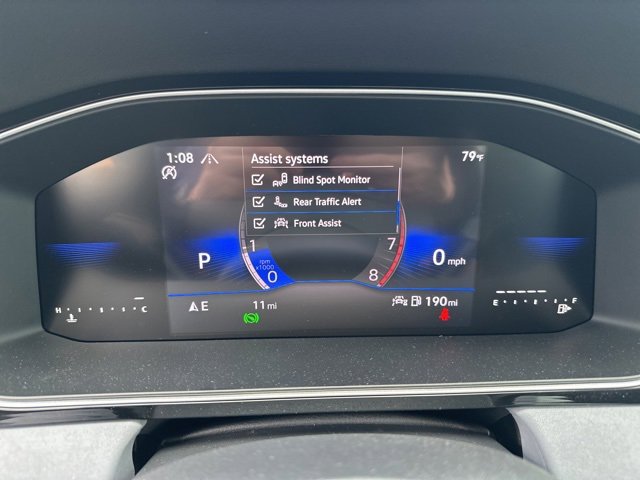 1:08
Assist systems
79°F
Blind Spot Monitor
Rear Traffic Alert
Front Assist
1
7
P
rpm
x1000
0 mph
0
8
H C
E F
E
11 mi
190 mi